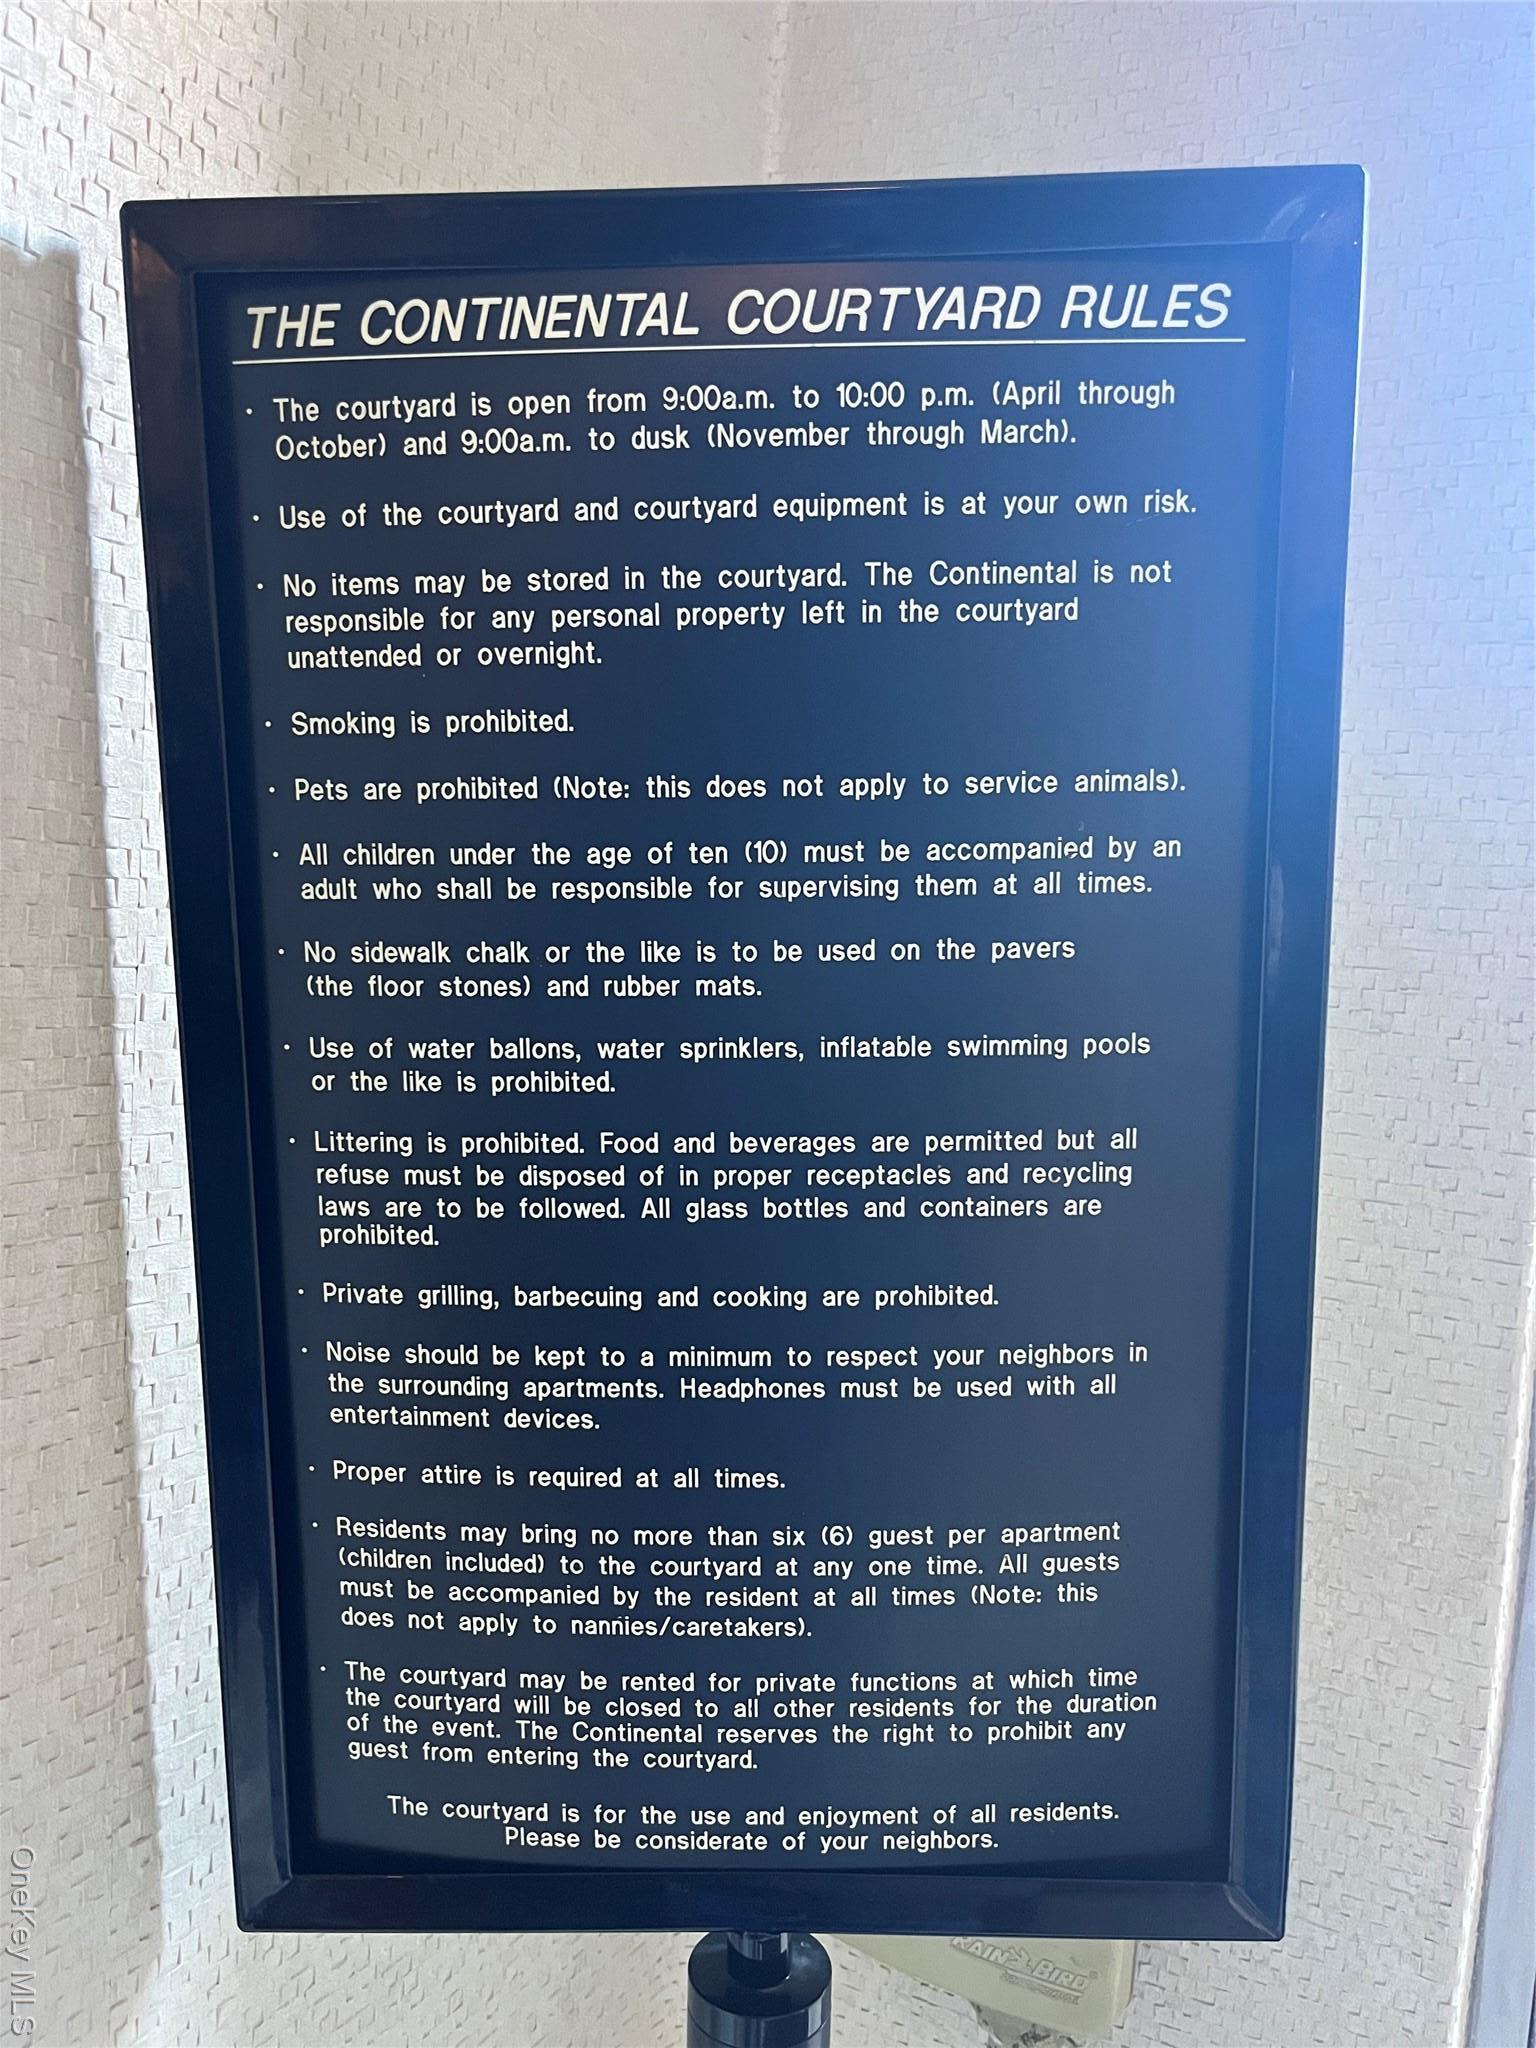 THE CONTINENTAL COURTYARD RULES
• The courtyard is open from 9:00a.m. to 10:00 p.m. (April through
October) and 9:00a.m. to dusk (November through March).
• Use of the courtyard and courtyard equipment is at your own risk.
• No items may be stored in the courtyard. The Continental is not
responsible for any personal property left in the courtyard
unattended or overnight.
• Smoking is prohibited.
• Pets are prohibited (Note: this does not apply to service animals).
• All children under the age of ten (10) must be accompanied by an
adult who shall be responsible for supervising them at all times.
• No sidewalk chalk or the like is to be used on the pavers
(the floor stones) and rubber mats.
• Use of water ballons, water sprinklers, inflatable swimming pools
or the like is prohibited.
• Littering is prohibited. Food and beverages are permitted but all
refuse must be disposed of in proper receptacles and recycling
laws are to be followed. All glass bottles and containers are
prohibited.
• Private grilling, barbecuing and cooking are prohibited.
• Noise should be kept to a minimum to respect your neighbors in
the surrounding apartments. Headphones must be used with all
entertainment devices.
• Proper attire is required at all times.
• Residents may bring no more than six (6) guest per apartment
(children included) to the courtyard at any one time. All guests
must be accompanied by the resident at all times (Note: this
does not apply to nannies/caretakers).
• The courtyard may be rented for private functions at which time
the courtyard will be closed to all other residents for the duration
of the event. The Continental reserves the right to prohibit any
guest from entering the courtyard.
The courtyard is for the use and enjoyment of all residents.
Please be considerate of your neighbors.
RAIN BIRD
OneKey MLS